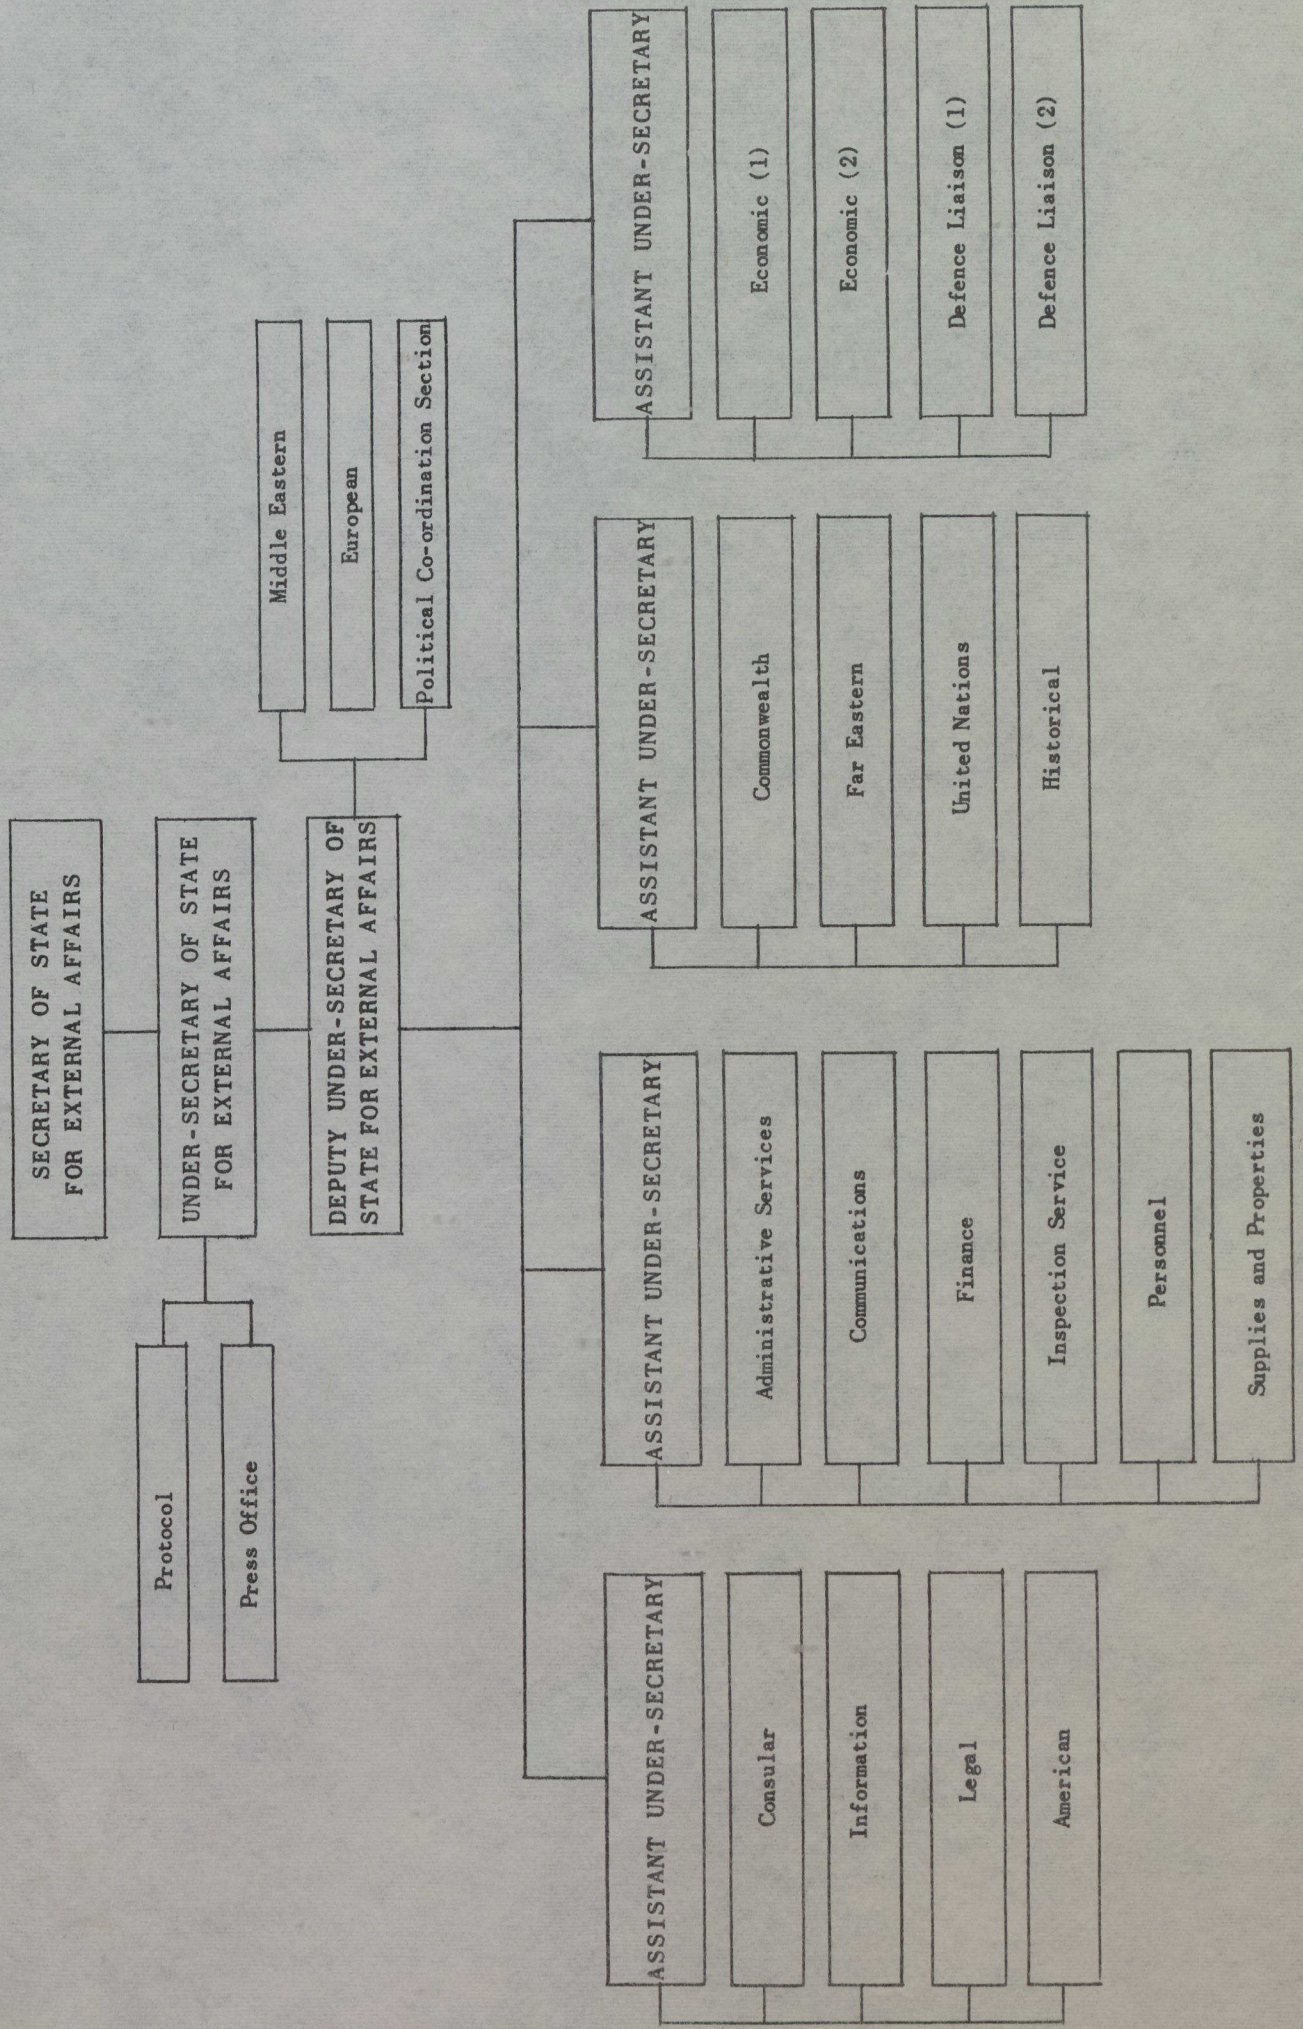 SECRETARY OF STATE
FOR EXTERNAL AFFAIRS
UNDER-SECRETARY OF STATE
FOR EXTERNAL AFFAIRS
Protocol
Press Office
DEPUTY UNDER-SECRETARY OF
STATE FOR EXTERNAL AFFAIRS
Middle Eastern
European
Political Co-ordination Section
ASSISTANT UNDER-SECRETARY
Consular
Information
Legal
American
ASSISTANT UNDER-SECRETARY
Administrative Services
Communications
Finance
Inspection Service
Personnel
Supplies and Properties
ASSISTANT UNDER-SECRETARY
Commonwealth
Far Eastern
United Nations
Historical
ASSISTANT UNDER-SECRETARY
Economic (1)
Economic (2)
Defence Liaison (1)
Defence Liaison (2)